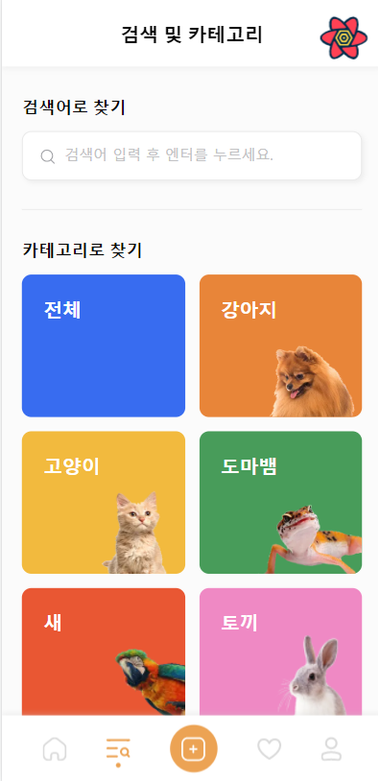 검색 및 카테고리
검색어로 찾기
검색어 입력 후 엔터를 누르세요.
카테고리로 찾기
전체
강아지
고양이
도마뱀
새
토끼